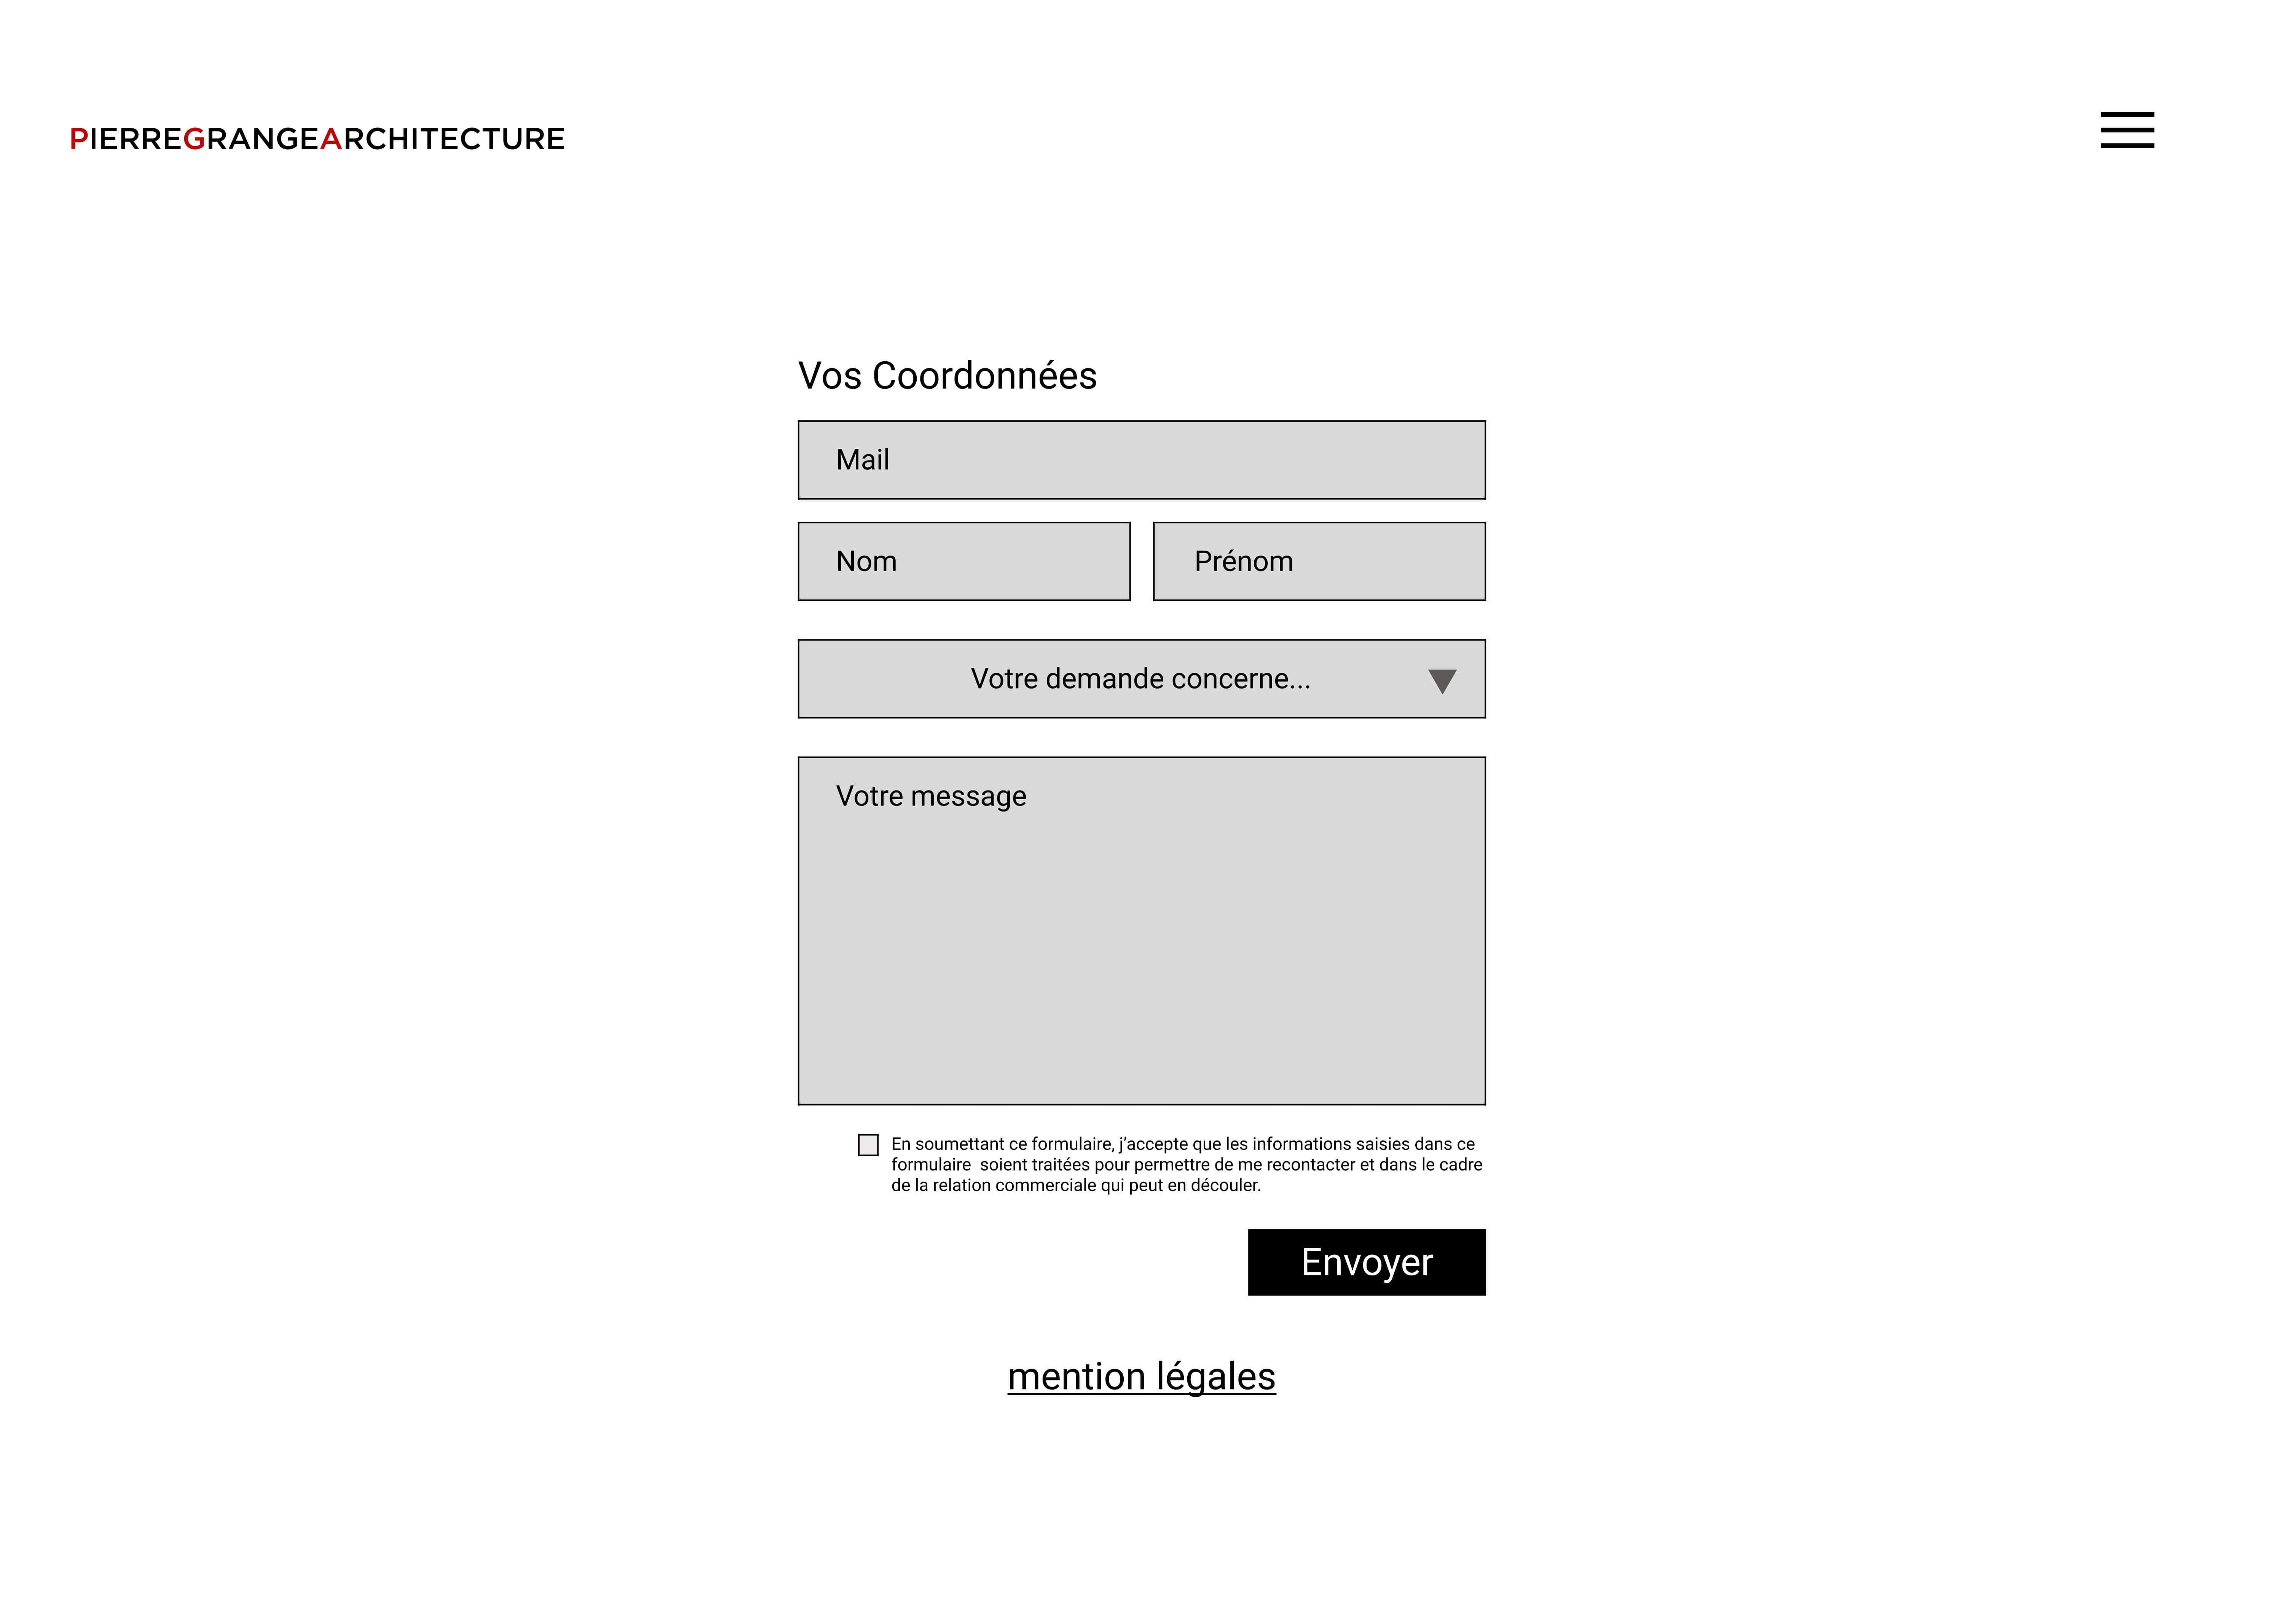 PIERREGRANGEARCHITECTURE
Vos Coordonnées
Mail
Nom
Prénom
Votre demande concerne...
Votre message
En soumettant ce formulaire, j’accepte que les informations saisies dans ce
formulaire  soient traitées pour permettre de me recontacter et dans le cadre
de la relation commerciale qui peut en découler.
Envoyer
mention légales